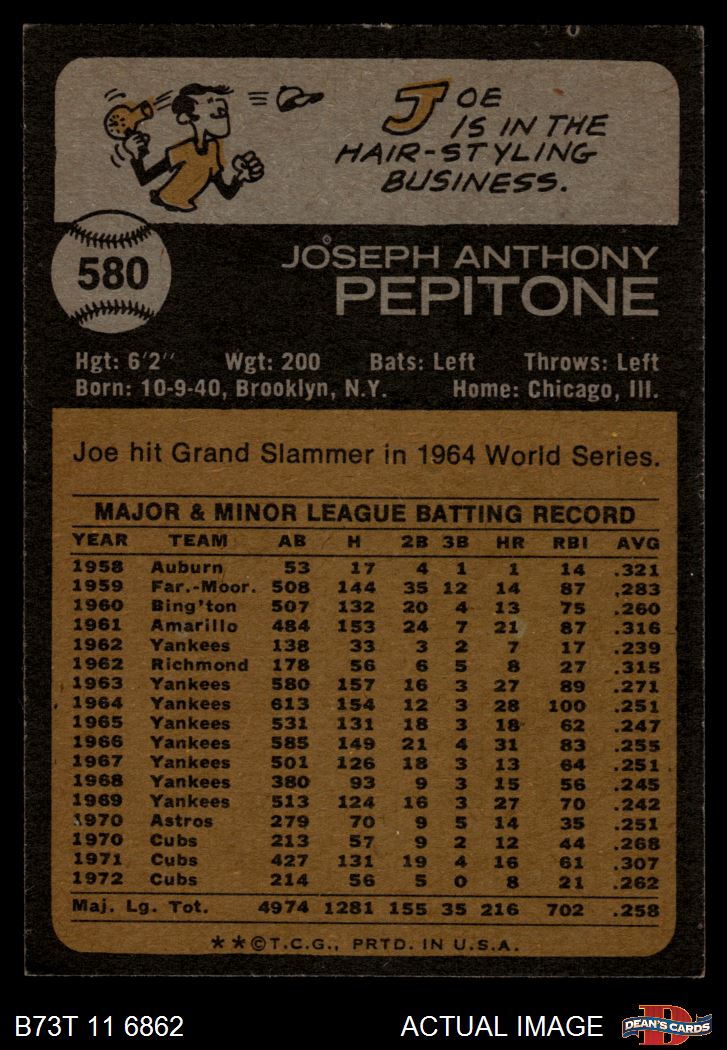 JOE
IS IN THE
HAIR-STYLING
BUSINESS.
580
JOSEPH ANTHONY
PEPITONE
Hgt: 6'2" Wgt: 200 Bats: Left Throws: Left
Born: 10-9-40, Brooklyn, N.Y. Home: Chicago, Ill.
Joe hit Grand Slammer in 1964 World Series.
MAJOR & MINOR LEAGUE BATTING RECORD
YEAR TEAM AB H 2B 3B HR RBI AVG
1958 Auburn 53 17 4 1 1 14 .321
1959 Far.-Moor. 508 144 35 12 14 87 .283
1960 Bing'ton 507 132 20 4 13 75 .260
1961 Amarillo 484 153 24 7 21 87 .316
1962 Yankees 138 33 3 2 7 17 .239
1962 Richmond 178 56 6 5 8 27 .315
1963 Yankees 580 157 16 3 27 89 .271
1964 Yankees 613 154 12 3 28 100 .251
1965 Yankees 531 131 18 3 18 62 .247
1966 Yankees 585 149 21 4 31 83 .255
1967 Yankees 501 126 18 3 13 64 .251
1968 Yankees 380 93 9 3 15 56 .245
1969 Yankees 513 124 16 3 27 70 .242
1970 Astros 279 70 9 5 14 35 .251
1970 Cubs 213 57 9 2 12 44 .268
1971 Cubs 427 131 19 4 16 61 .307
1972 Cubs 214 56 5 0 8 21 .262
Maj. Lg. Tot. 4974 1281 155 35 216 702 .258
**©T.C.G., PRTD. IN U.S.A.
B73T 11 6862 ACTUAL IMAGE D DEAN'S CARDS